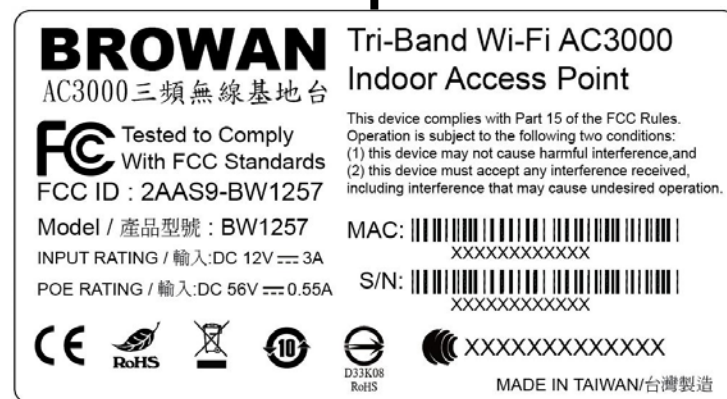 BROWAN
AC3000三頻無線基地台
FC Tested to Comply
With FCC Standards
FCC ID : 2AAS9-BW1257
Model / 產品型號 : BW1257
INPUT RATING / 輸入:DC 12V ⎓ 3A
POE RATING / 輸入:DC 56V ⎓ 0.55A
Tri-Band Wi-Fi AC3000
Indoor Access Point
This device complies with Part 15 of the FCC Rules.
Operation is subject to the following two conditions:
(1) this device may not cause harmful interference,and
(2) this device must accept any interference received,
including interference that may cause undesired operation.
MAC:
XXXXXXXXXXXX
S/N:
XXXXXXXXXXXX
CE
RoHS
10
D33K08
RoHS
XXXXXXXXXXXXX
MADE IN TAIWAN/台灣製造